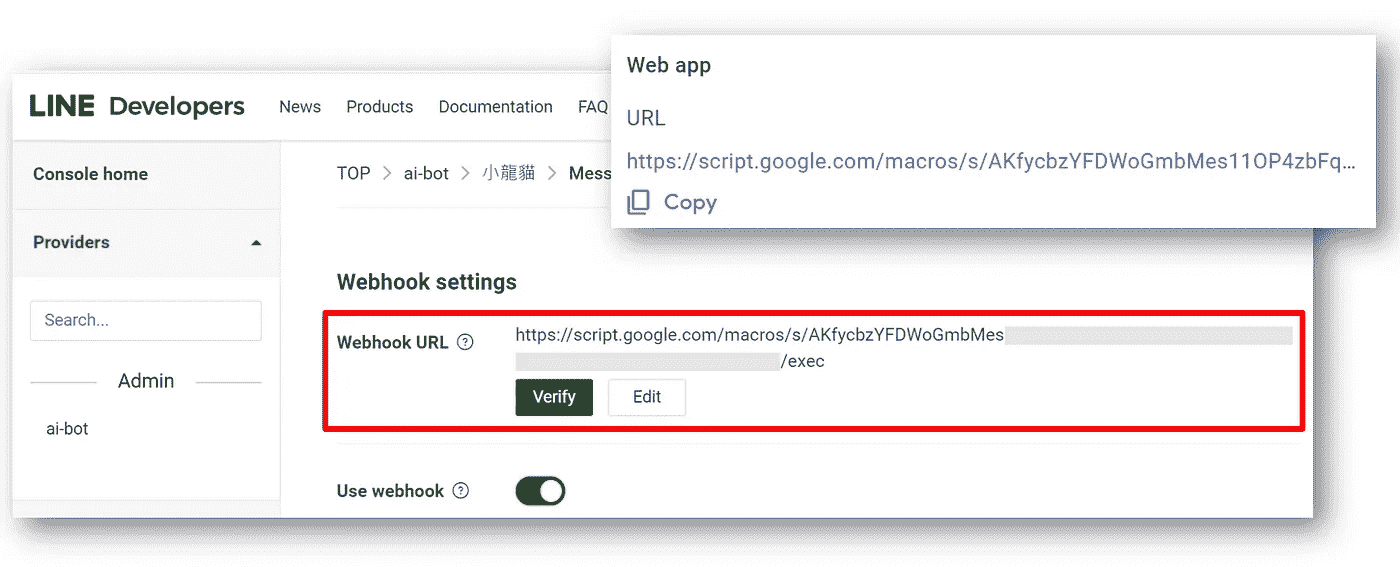 Web app
URL
https://script.google.com/macros/s/AKfycbzYFDWoGmbMes11OP4zbFq...
Copy
LINE Developers News Products Documentation FAQ
Console home
Providers
Search...
Admin
ai-bot
TOP > ai-bot > 小龍貓 > Mess
Webhook settings
Webhook URL ?
https://script.google.com/macros/s/AKfycbzYFDWoGmbMes
/exec
Verify Edit
Use webhook ?